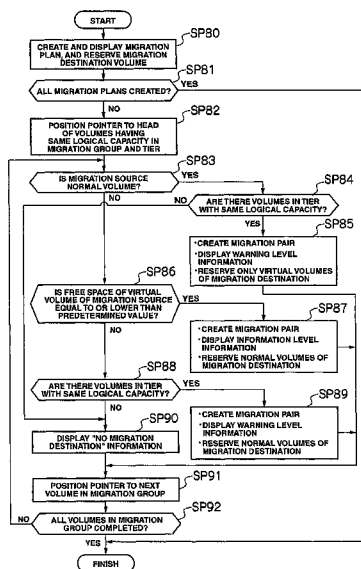 START
SP80
CREATE AND DISPLAY MIGRATION
PLAN, AND RESERVE MIGRATION
DESTINATION VOLUME
SP81
ALL MIGRATION PLANS CREATED?
YES
NO
SP82
POSITION POINTER TO HEAD
OF VOLUMES HAVING
SAME LOGICAL CAPACITY IN
MIGRATION GROUP AND TIER
SP83
IS MIGRATION SOURCE
NORMAL VOLUME?
YES
NO
SP84
NO
ARE THERE VOLUMES IN TIER
WITH SAME LOGICAL CAPACITY?
YES
SP85
・CREATE MIGRATION PAIR
・DISPLAY WARNING LEVEL
INFORMATION
・RESERVE ONLY VIRTUAL VOLUMES
OF MIGRATION DESTINATION
SP86
IS FREE SPACE OF VIRTUAL
VOLUME OF MIGRATION SOURCE
EQUAL TO OR LOWER THAN
PREDETERMINED VALUE?
YES
NO
SP87
・CREATE MIGRATION PAIR
・DISPLAY INFORMATION LEVEL
INFORMATION
・RESERVE NORMAL VOLUMES OF
MIGRATION DESTINATION
SP88
ARE THERE VOLUMES IN TIER
WITH SAME LOGICAL CAPACITY?
YES
NO
SP89
・CREATE MIGRATION PAIR
・DISPLAY WARNING LEVEL
INFORMATION
・RESERVE NORMAL VOLUMES OF
MIGRATION DESTINATION
SP90
DISPLAY "NO MIGRATION
DESTINATION" INFORMATION
SP91
POSITION POINTER TO NEXT
VOLUME IN MIGRATION GROUP
SP92
NO
ALL VOLUMES IN MIGRATION
GROUP COMPLETED?
YES
FINISH